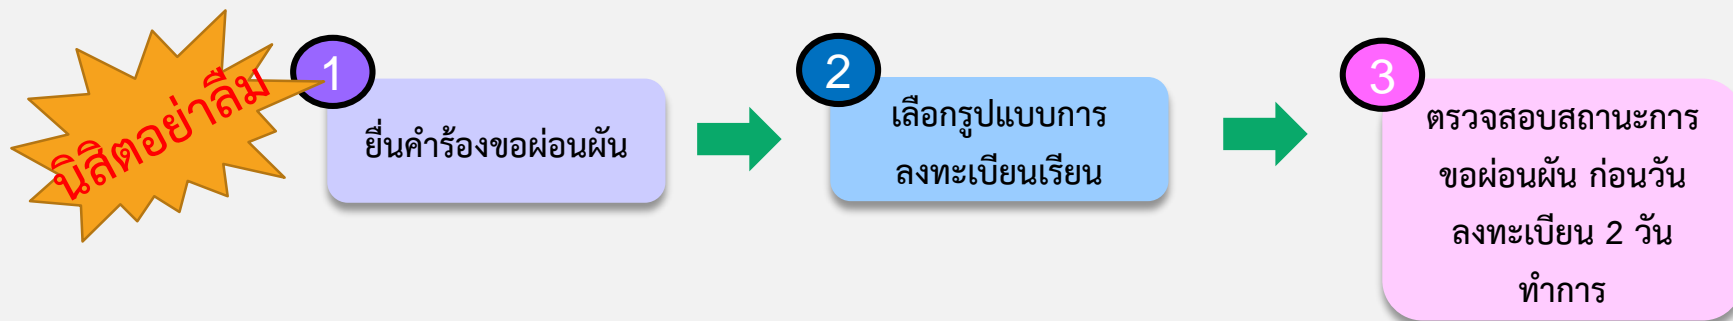 นิสิตอย่าลืม
1
ยื่นคำร้องขอผ่อนผัน
2
เลือกรูปแบบการ
ลงทะเบียนเรียน
3
ตรวจสอบสถานะการ
ขอผ่อนผัน ก่อนวัน
ลงทะเบียน 2 วัน
ทำการ